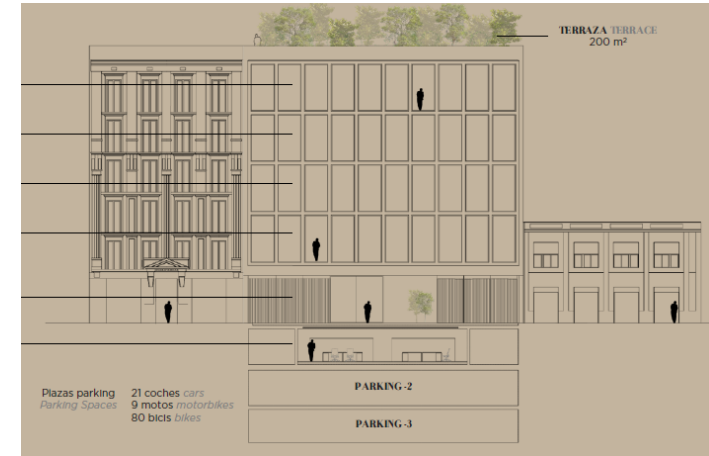 TERRAZA TERRACE
200 m²
PARKING -2
PARKING -3
Plazas parking 21 coches cars
Parking Spaces 9 motos motorbikes
80 bicis bikes